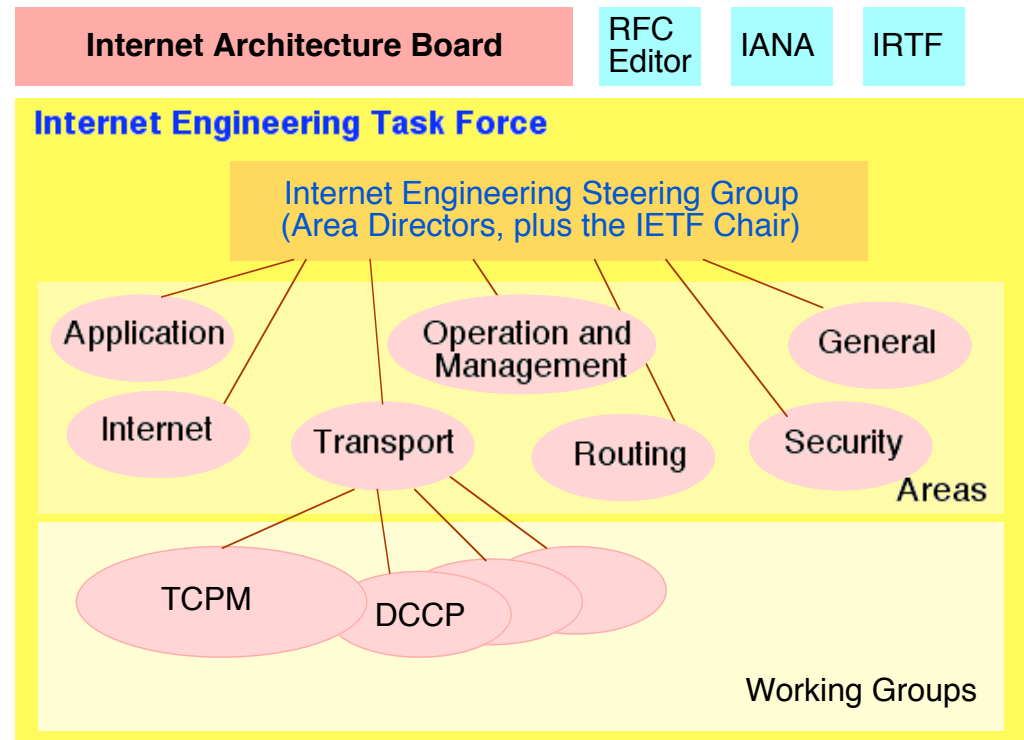 Internet Architecture Board
RFC
Editor
IANA
IRTF
Internet Engineering Task Force
Internet Engineering Steering Group
(Area Directors, plus the IETF Chair)
Application
Operation and
Management
General
Internet
Transport
Routing
Security
Areas
TCPM
DCCP
Working Groups